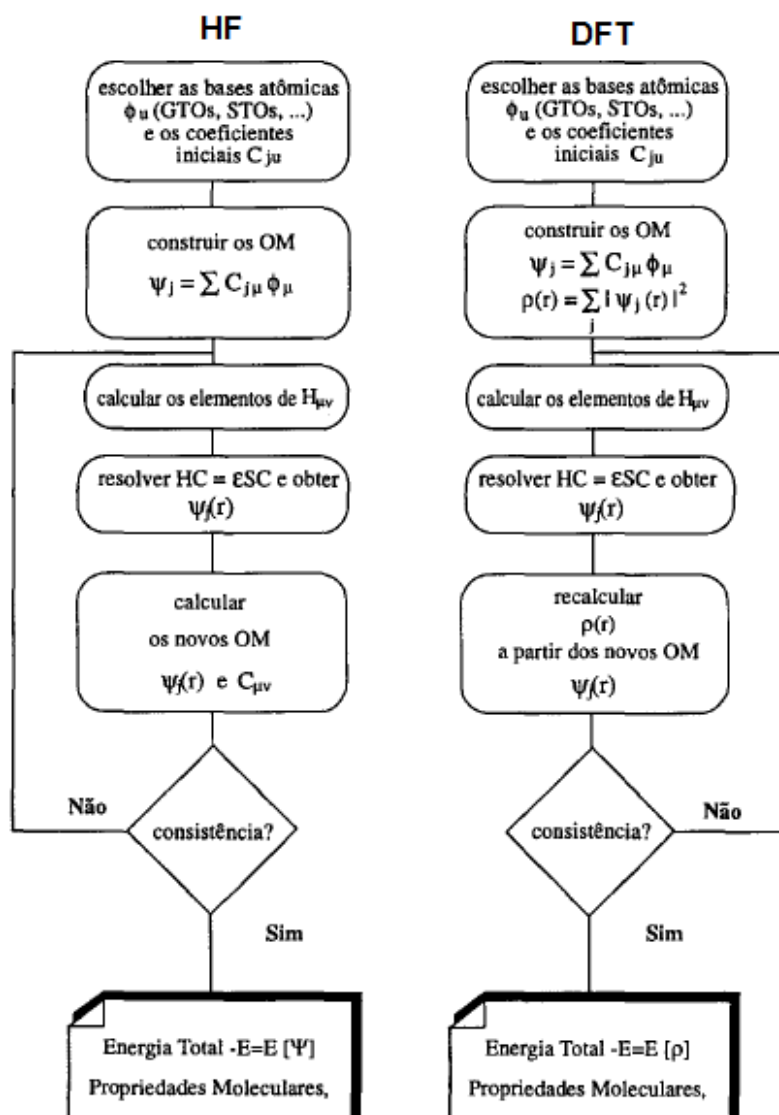 HF
escolher as bases atômicas
ϕu (GTOs, STOs, ...)
e os coeficientes
iniais Cju
construir os OM
ψj = ∑ Cjμ ϕμ
calcular os elementos de Hμν
resolver HC = ɛSC e obter
ψj(r)
calcular
os novos OM
ψj(r) e Cμν
Não
consistência?
Sim
Energia Total -E=E [Ψ]
Propriedades Moleculares,
DFT
escolher as bases atômicas
ϕu (GTOs, STOs, ...)
e os coeficientes
iniais Cju
construir os OM
ψj = ∑ Cjμ ϕμ
ρ(r) = ∑j | ψj (r) |²
calcular os elementos de Hμν
resolver HC = ɛSC e obter
ψj(r)
recalcular
ρ(r)
a partir dos novos OM
ψj(r)
consistência?
Não
Sim
Energia Total -E=E [ρ]
Propriedades Moleculares,